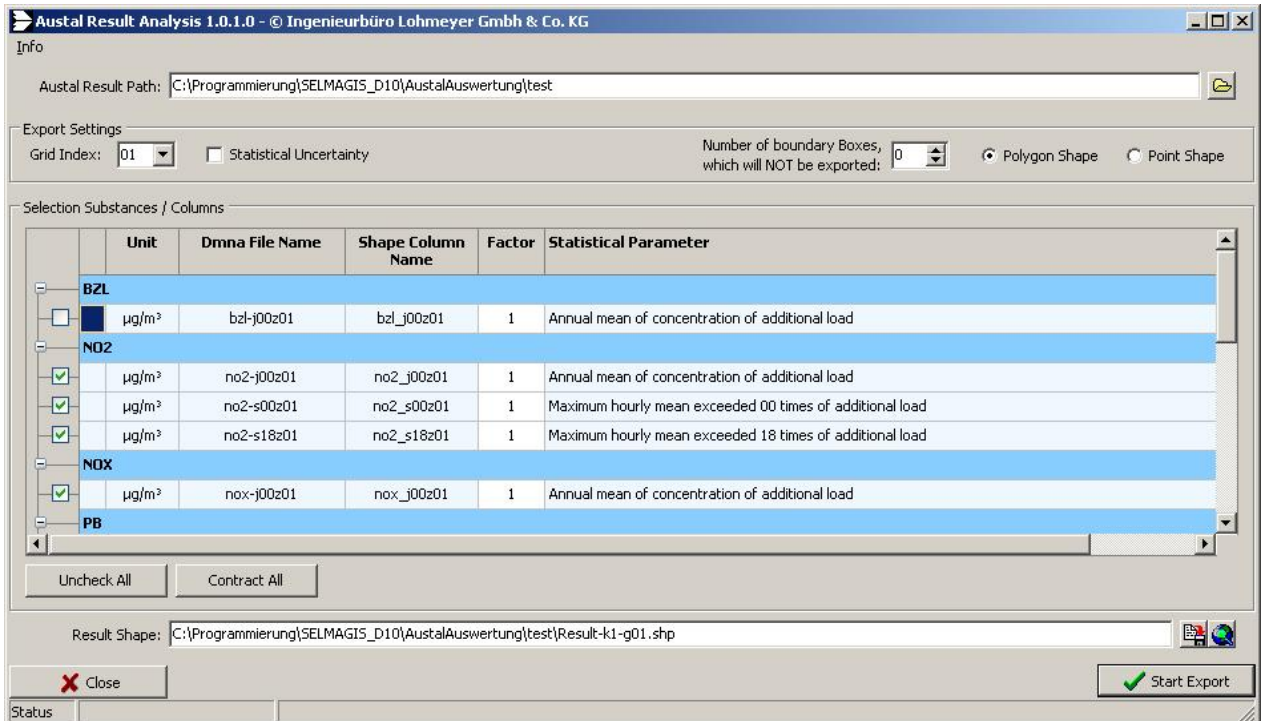 Austal Result Analysis 1.0.1.0 - © Ingenieurbüro Lohmeyer Gmbh & Co. KG
Info
Austal Result Path: C:\Programmierung\SELMAGIS_D10\AustalAuswertung\test
Export Settings
Grid Index: 01 Statistical Uncertainty Number of boundary Boxes, which will NOT be exported: 0 Polygon Shape Point Shape
Selection Substances / Columns
Unit Dmna File Name Shape Column Name Factor Statistical Parameter
BZL
µg/m³ bzl-j00z01 bzl_j00z01 1 Annual mean of concentration of additional load
NO2
µg/m³ no2-j00z01 no2_j00z01 1 Annual mean of concentration of additional load
µg/m³ no2-s00z01 no2_s00z01 1 Maximum hourly mean exceeded 00 times of additional load
µg/m³ no2-s18z01 no2_s18z01 1 Maximum hourly mean exceeded 18 times of additional load
NOX
µg/m³ nox-j00z01 nox_j00z01 1 Annual mean of concentration of additional load
PB
Uncheck All Contract All
Result Shape: C:\Programmierung\SELMAGIS_D10\AustalAuswertung\test\Result-k1-g01.shp
Close Start Export
Status